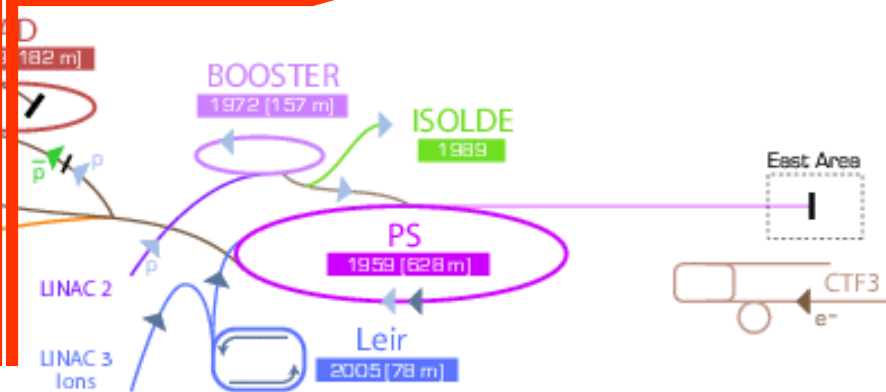 AD
182 m]
BOOSTER
1972 [157 m]
ISOLDE
1989
East Area
p
p
PS
1959 [628 m]
p
LINAC 2
CTF3
e-
Leir
2005 [78 m]
LINAC 3
Ions